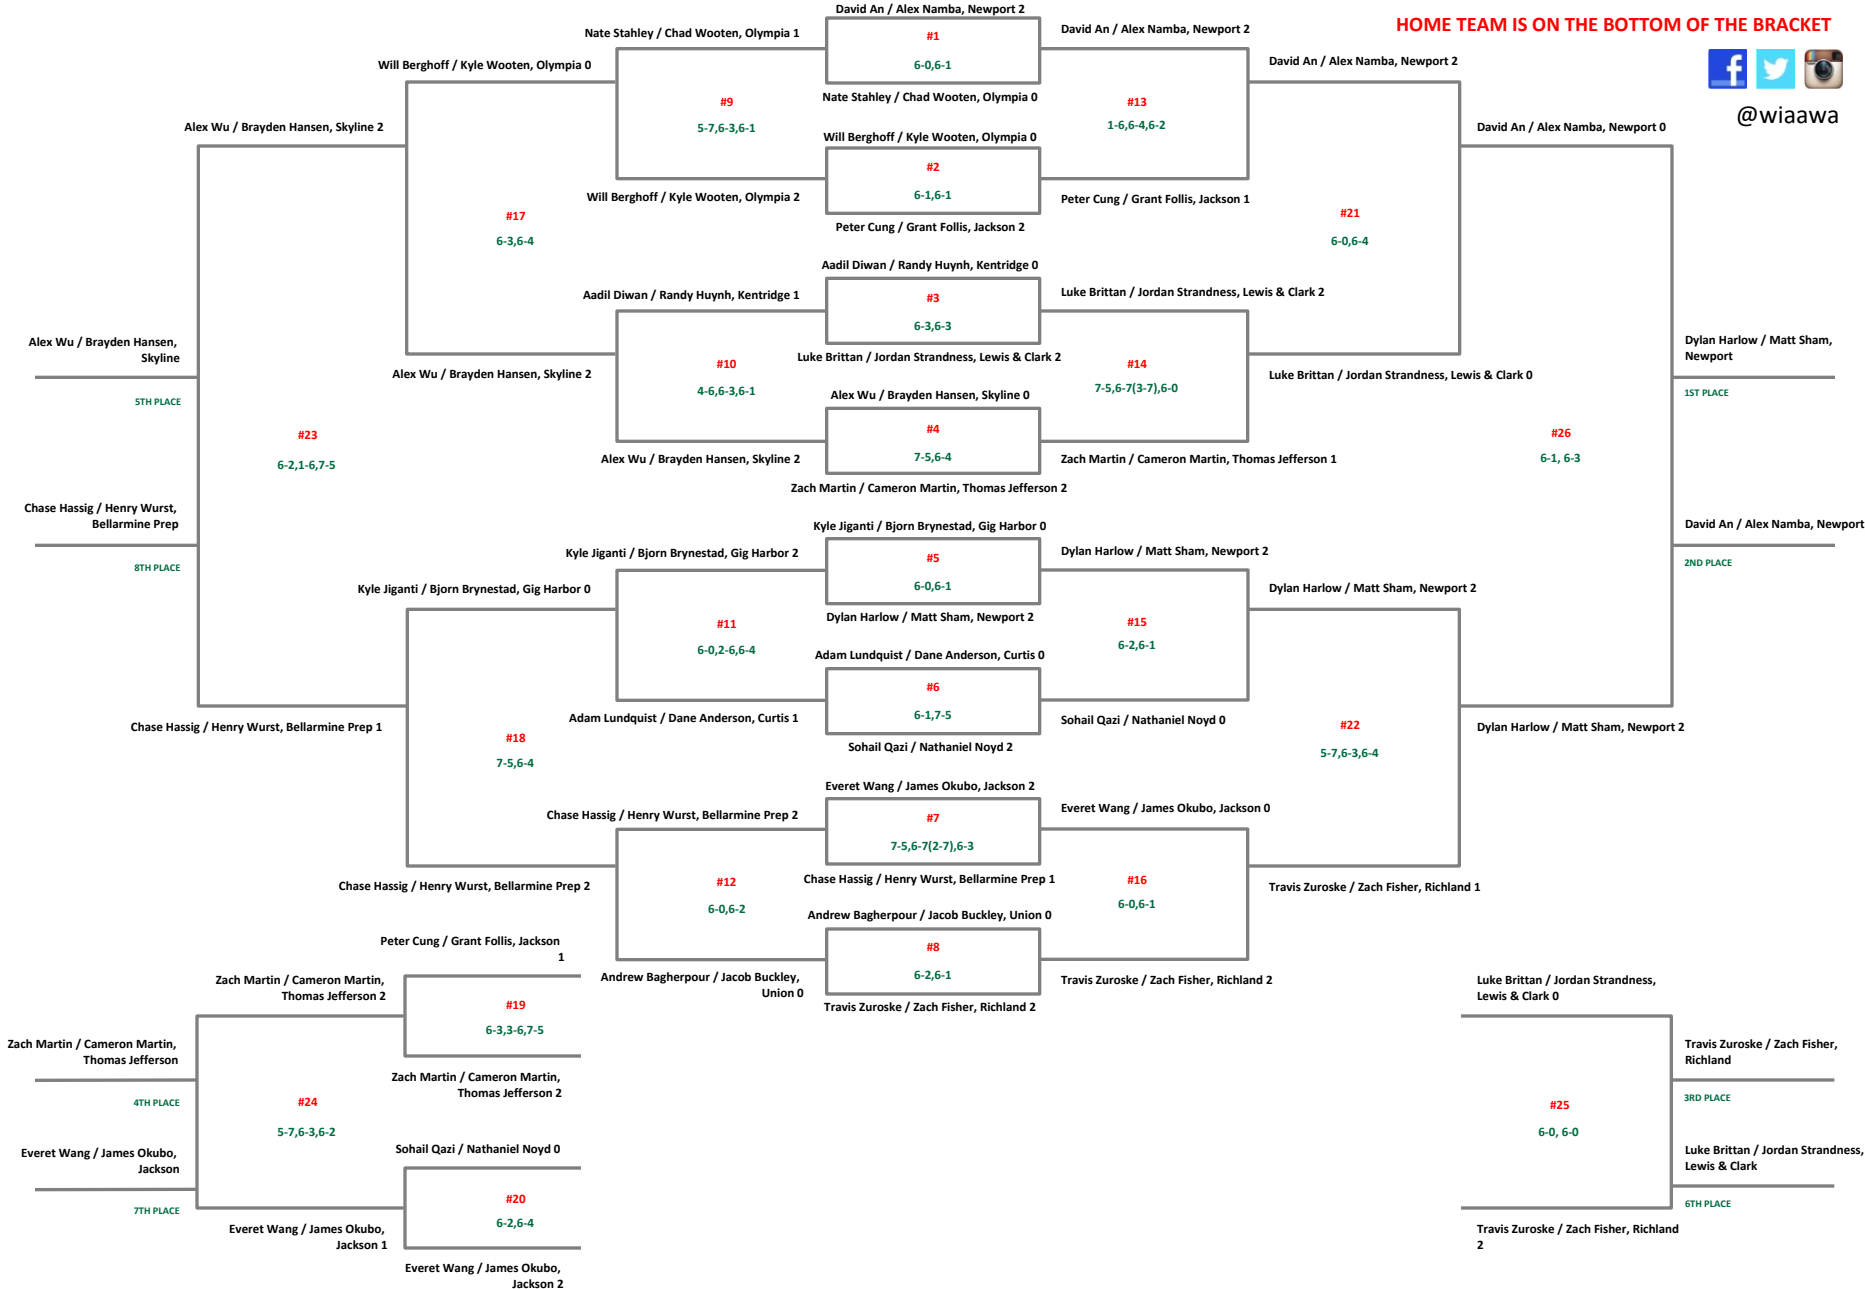 David An / Alex Namba, Newport 2
HOME TEAM IS ON THE BOTTOM OF THE BRACKET
Nate Stahley / Chad Wooten, Olympia 1
#1
David An / Alex Namba, Newport 2
6-0,6-1
Will Berghoff / Kyle Wooten, Olympia 0
David An / Alex Namba, Newport 2
Nate Stahley / Chad Wooten, Olympia 0
#9
#13
@wiaawa
5-7,6-3,6-1
1-6,6-4,6-2
Alex Wu / Brayden Hansen, Skyline 2
Will Berghoff / Kyle Wooten, Olympia 0
David An / Alex Namba, Newport 0
#2
6-1,6-1
Will Berghoff / Kyle Wooten, Olympia 2
Peter Cung / Grant Follis, Jackson 1
#17
Peter Cung / Grant Follis, Jackson 2
#21
6-3,6-4
6-0,6-4
Aadil Diwan / Randy Huynh, Kentridge 0
Aadil Diwan / Randy Huynh, Kentridge 1
#3
Luke Brittan / Jordan Strandness, Lewis & Clark 2
6-3,6-3
Alex Wu / Brayden Hansen,
Skyline
Luke Brittan / Jordan Strandness, Lewis & Clark 2
Dylan Harlow / Matt Sham,
Newport
#10
#14
Alex Wu / Brayden Hansen, Skyline 2
Luke Brittan / Jordan Strandness, Lewis & Clark 0
4-6,6-3,6-1
7-5,6-7(3-7),6-0
5TH PLACE
Alex Wu / Brayden Hansen, Skyline 0
1ST PLACE
#23
#4
#26
6-2,1-6,7-5
Alex Wu / Brayden Hansen, Skyline 2
7-5,6-4
Zach Martin / Cameron Martin, Thomas Jefferson 1
6-1, 6-3
Zach Martin / Cameron Martin, Thomas Jefferson 2
Chase Hassig / Henry Wurst,
Bellarmine Prep
Kyle Jiganti / Bjorn Brynestad, Gig Harbor 0
David An / Alex Namba, Newport
Kyle Jiganti / Bjorn Brynestad, Gig Harbor 2
#5
Dylan Harlow / Matt Sham, Newport 2
8TH PLACE
2ND PLACE
Kyle Jiganti / Bjorn Brynestad, Gig Harbor 0
6-0,6-1
Dylan Harlow / Matt Sham, Newport 2
Dylan Harlow / Matt Sham, Newport 2
#11
#15
6-0,2-6,6-4
6-2,6-1
Adam Lundquist / Dane Anderson, Curtis 0
#6
Adam Lundquist / Dane Anderson, Curtis 1
6-1,7-5
Sohail Qazi / Nathaniel Noyd 0
Chase Hassig / Henry Wurst, Bellarmine Prep 1
#18
Sohail Qazi / Nathaniel Noyd 2
#22
Dylan Harlow / Matt Sham, Newport 2
7-5,6-4
5-7,6-3,6-4
Everet Wang / James Okubo, Jackson 2
Chase Hassig / Henry Wurst, Bellarmine Prep 2
#7
Everet Wang / James Okubo, Jackson 0
7-5,6-7(2-7),6-3
Chase Hassig / Henry Wurst, Bellarmine Prep 2
#12
Chase Hassig / Henry Wurst, Bellarmine Prep 1
#16
Travis Zuroske / Zach Fisher, Richland 1
6-0,6-2
6-0,6-1
Andrew Bagherpour / Jacob Buckley, Union 0
Peter Cung / Grant Follis, Jackson
1
#8
Zach Martin / Cameron Martin,
Thomas Jefferson 2
Andrew Bagherpour / Jacob Buckley,
Union 0
6-2,6-1
Travis Zuroske / Zach Fisher, Richland 2
Luke Brittan / Jordan Strandness,
Lewis & Clark 0
#19
Travis Zuroske / Zach Fisher, Richland 2
6-3,3-6,7-5
Zach Martin / Cameron Martin,
Thomas Jefferson
Travis Zuroske / Zach Fisher,
Richland
Zach Martin / Cameron Martin,
Thomas Jefferson 2
4TH PLACE
#24
#25
3RD PLACE
5-7,6-3,6-2
6-0, 6-0
Everet Wang / James Okubo,
Jackson
Sohail Qazi / Nathaniel Noyd 0
Luke Brittan / Jordan Strandness,
Lewis & Clark
#20
7TH PLACE
6-2,6-4
6TH PLACE
Everet Wang / James Okubo,
Jackson 1
Travis Zuroske / Zach Fisher, Richland
2
Everet Wang / James Okubo,
Jackson 2